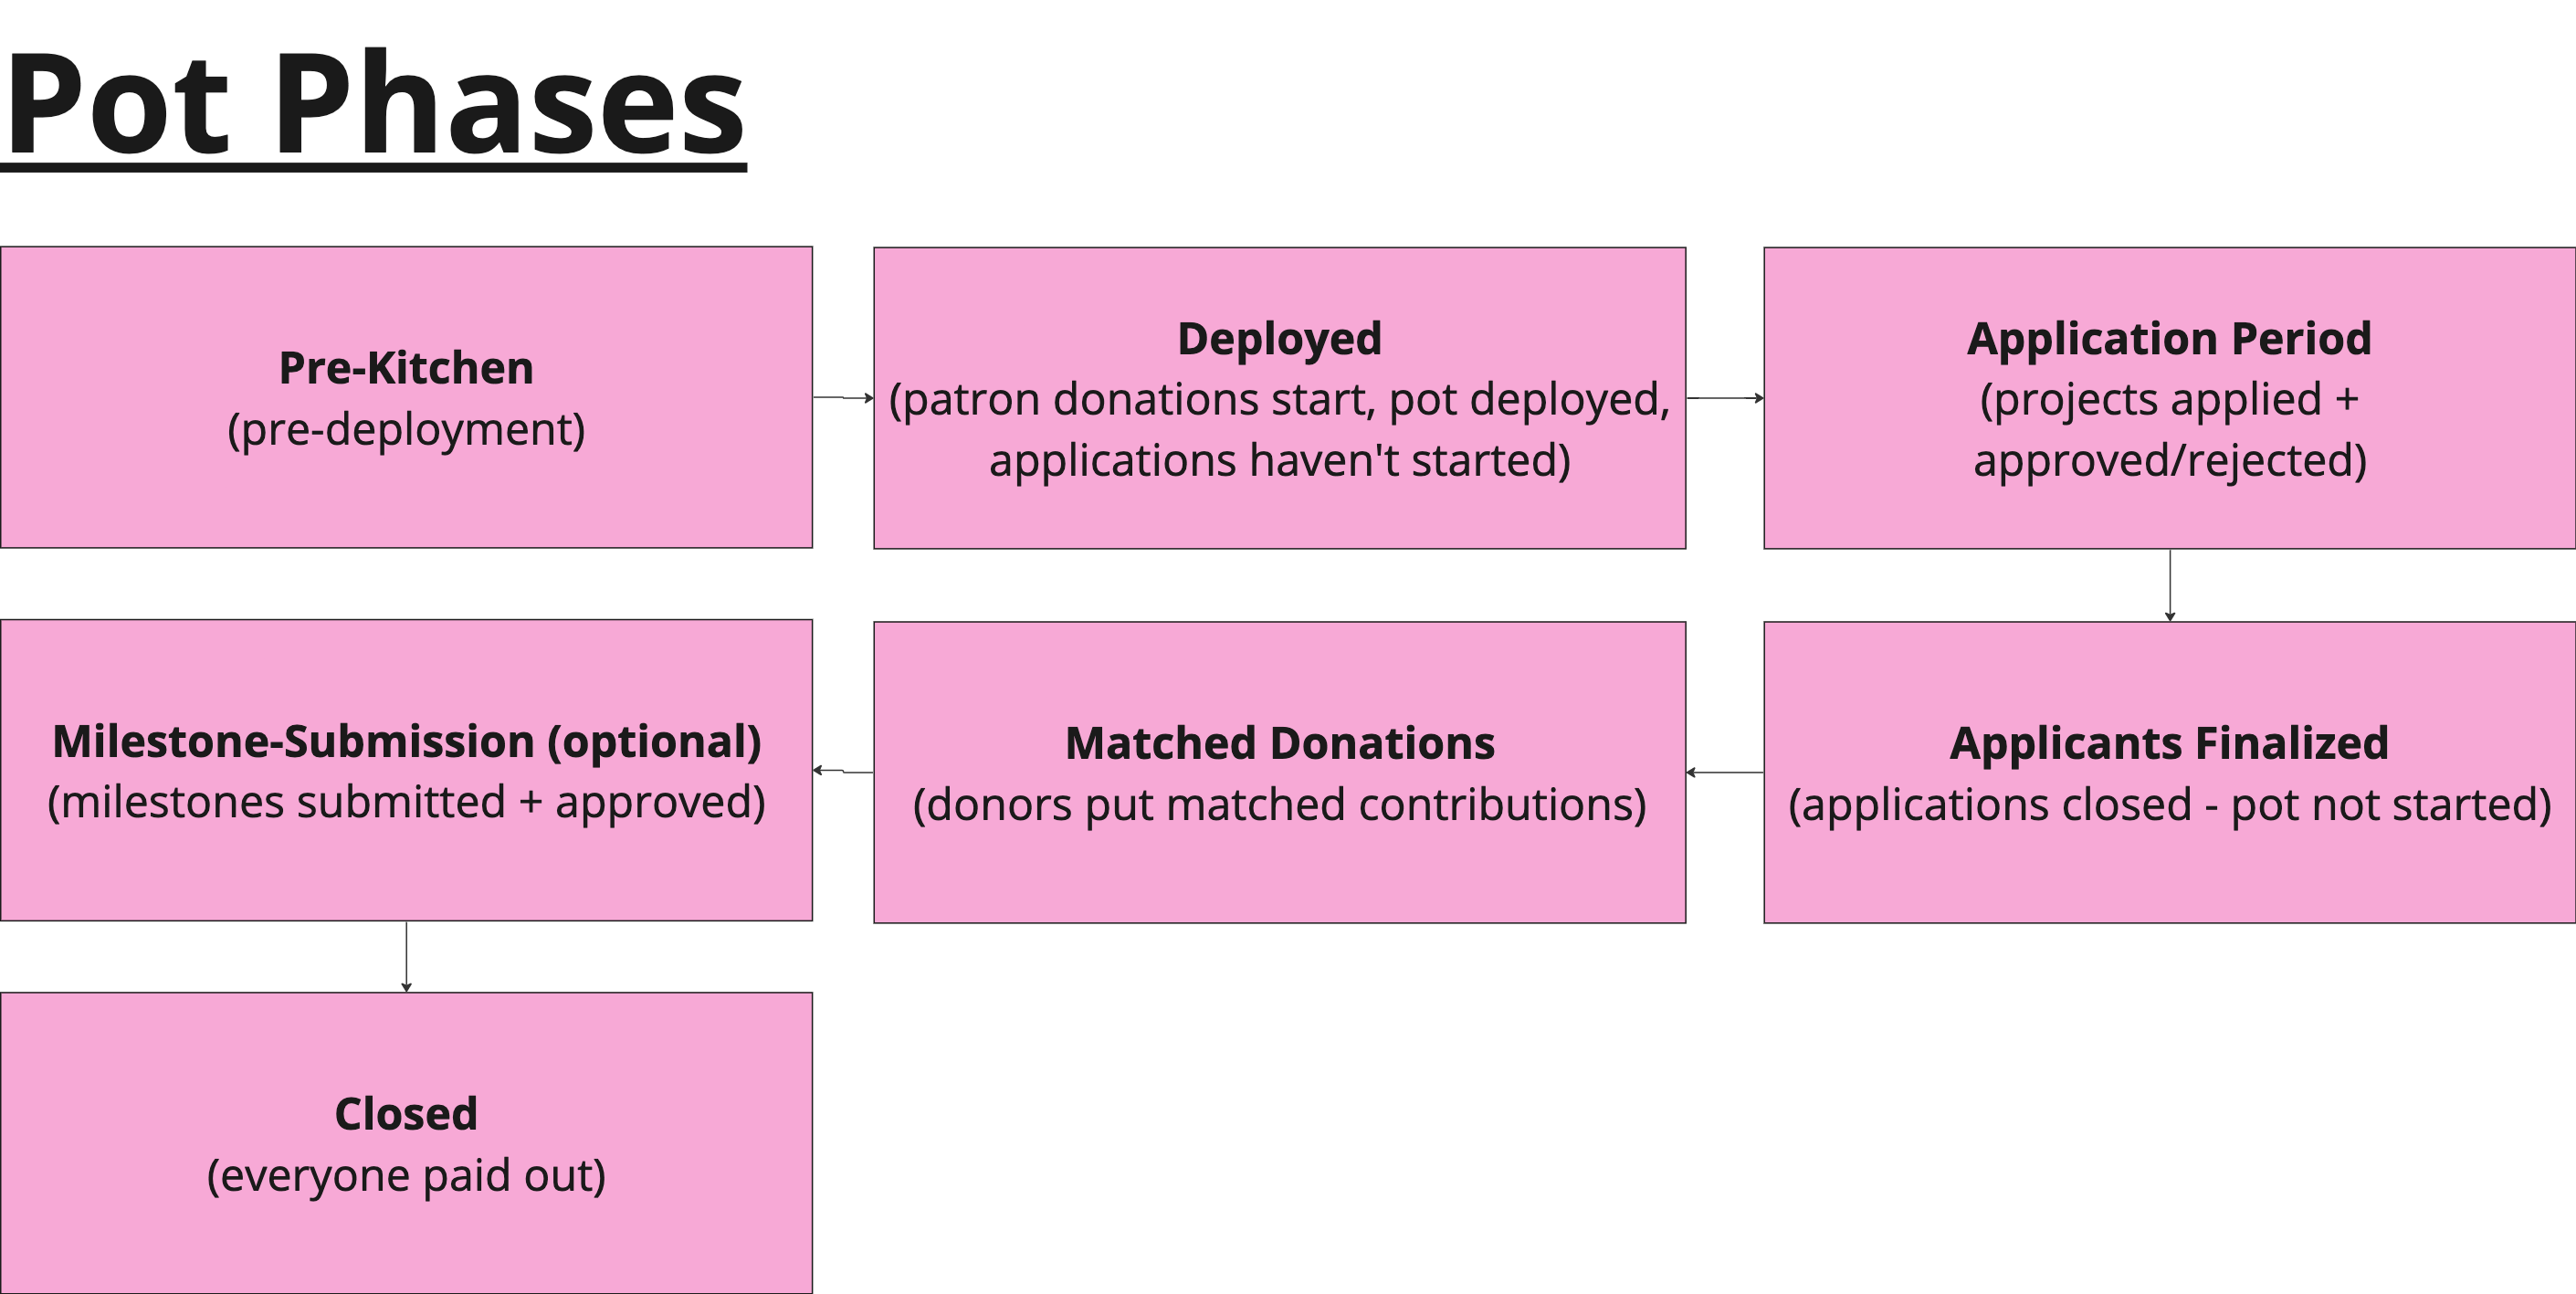 Pot Phases
Pre-Kitchen
(pre-deployment)
Deployed
(patron donations start, pot deployed,
applications haven't started)
Application Period
(projects applied +
approved/rejected)
Milestone-Submission (optional)
(milestones submitted + approved)
Matched Donations
(donors put matched contributions)
Applicants Finalized
(applications closed - pot not started)
Closed
(everyone paid out)